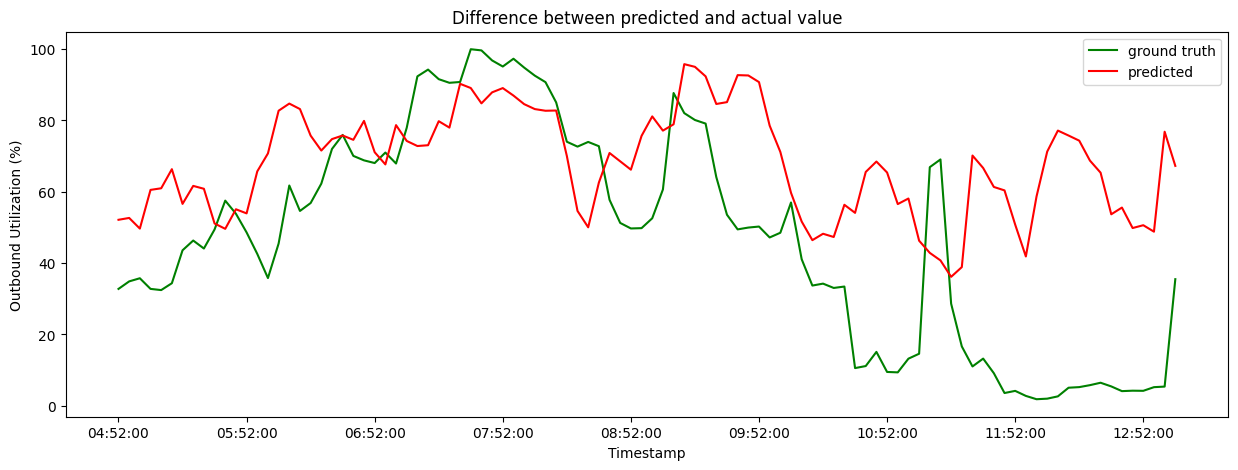 Difference between predicted and actual value
ground truth
predicted
Outbound Utilization (%)
100
80
60
40
20
0
04:52:00 05:52:00 06:52:00 07:52:00 08:52:00 09:52:00 10:52:00 11:52:00 12:52:00
Timestamp